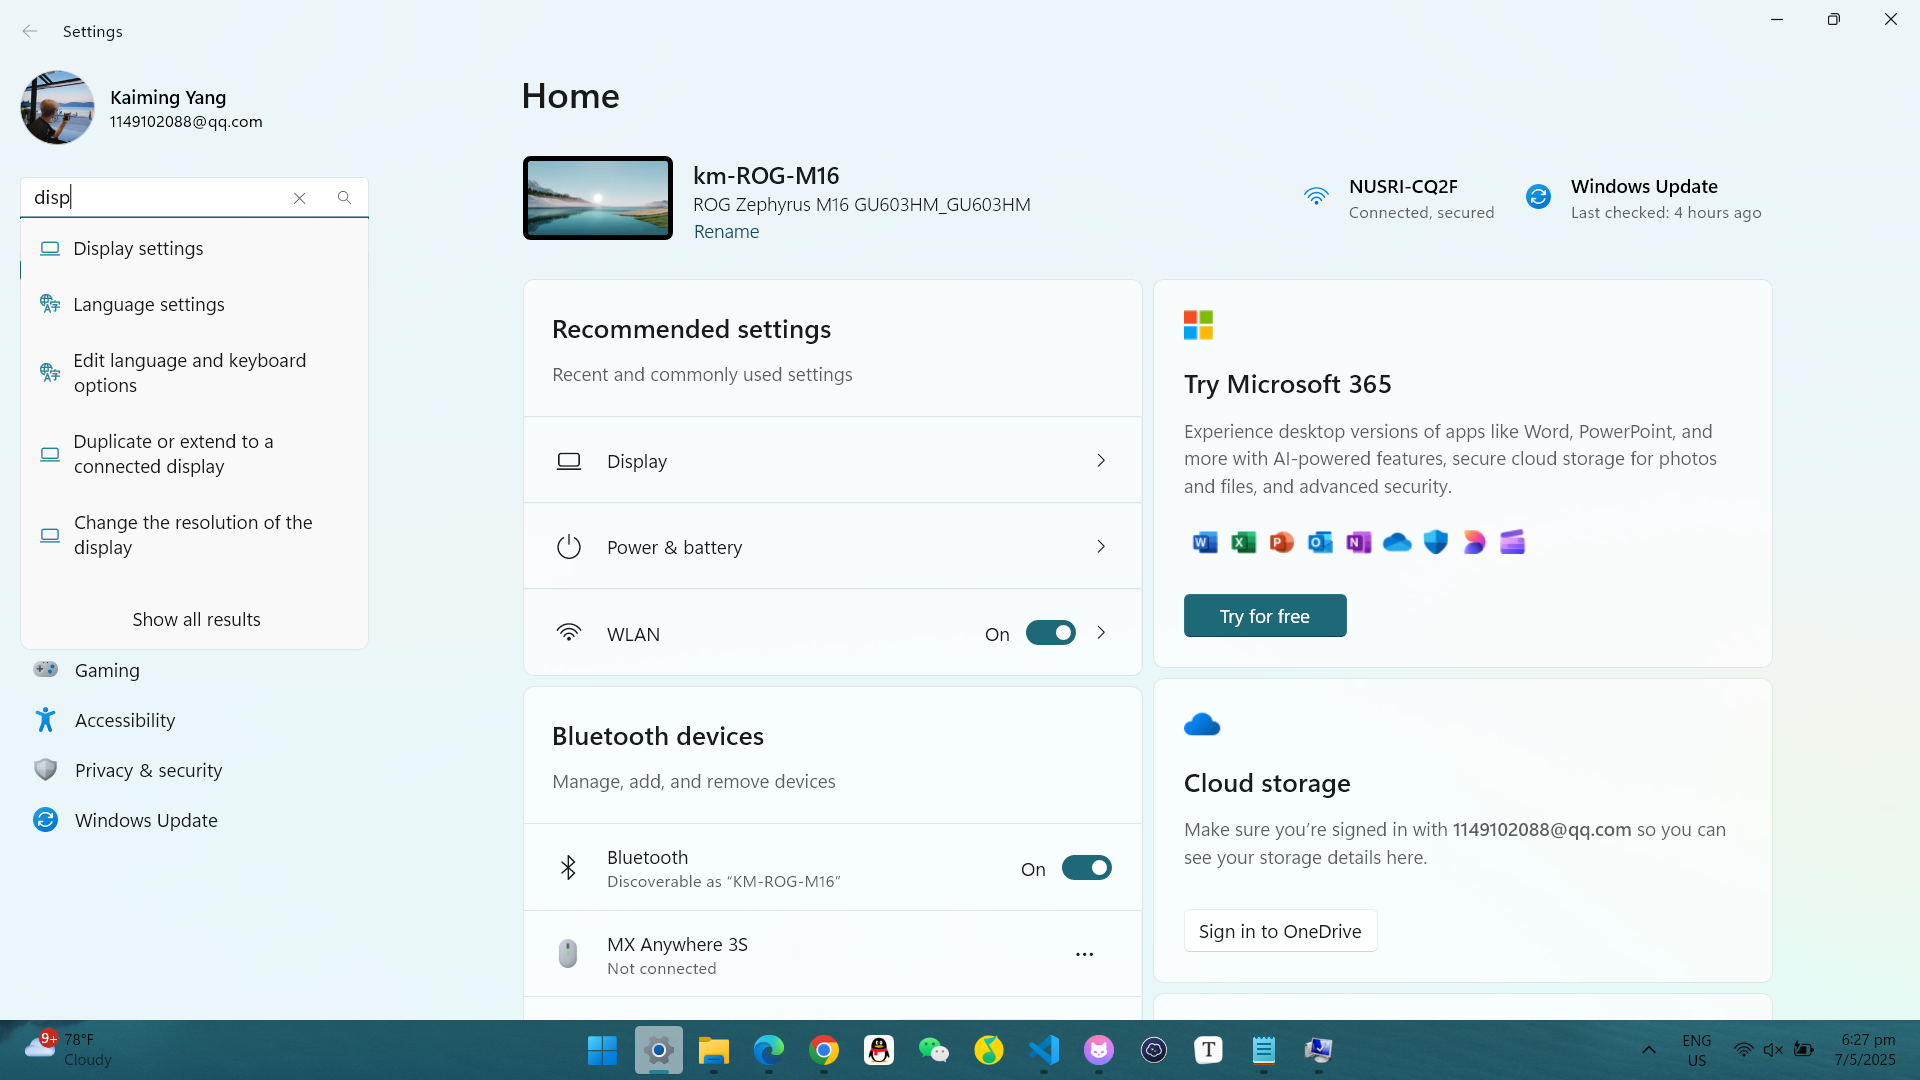 Settings
Kaiming Yang
1149102088@qq.com
disp
Display settings
Language settings
Edit language and keyboard
options
Duplicate or extend to a
connected display
Change the resolution of the
display
Show all results
Gaming
Accessibility
Privacy & security
Windows Update
Home
km-ROG-M16
ROG Zephyrus M16 GU603HM_GU603HM
Rename
NUSRI-CQ2F
Connected, secured
Windows Update
Last checked: 4 hours ago
Recommended settings
Recent and commonly used settings
Display
Power & battery
WLAN
On
Bluetooth devices
Manage, add, and remove devices
Bluetooth
Discoverable as “KM-ROG-M16”
On
MX Anywhere 3S
Not connected
Try Microsoft 365
Experience desktop versions of apps like Word, PowerPoint, and
more with AI-powered features, secure cloud storage for photos
and files, and advanced security.
Try for free
Cloud storage
Make sure you’re signed in with 1149102088@qq.com so you can
see your storage details here.
Sign in to OneDrive
9+
78°F
Cloudy
T
ENG
US
6:27 pm
7/5/2025